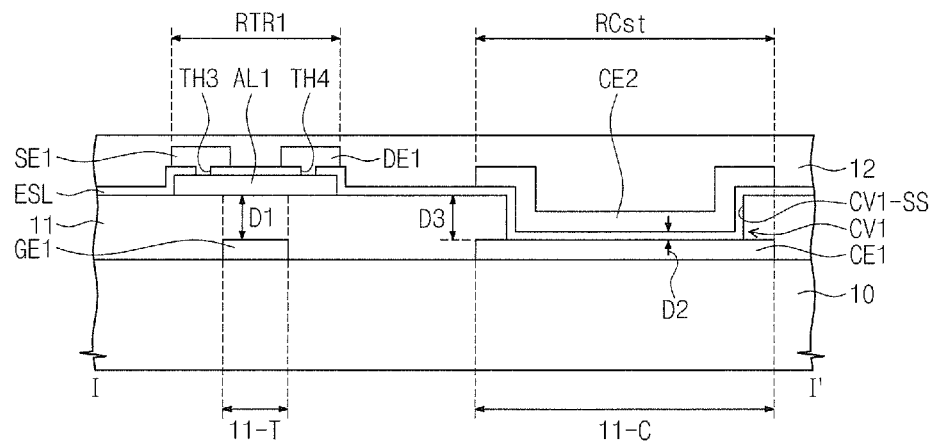 RTR1
RCst
TH3
AL1
TH4
CE2
SE1
DE1
12
ESL
CV1-SS
11
D1
D3
CV1
GE1
CE1
D2
10
I
I'
11-T
11-C